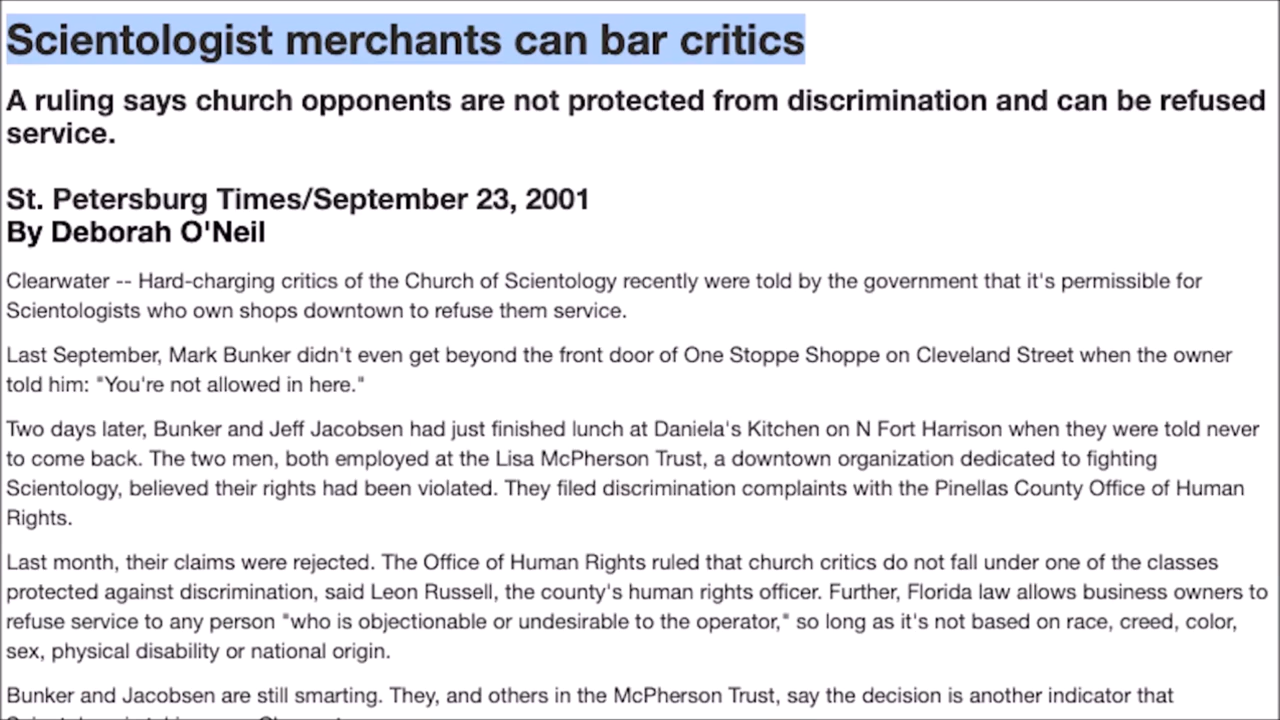 Scientologist merchants can bar critics
A ruling says church opponents are not protected from discrimination and can be refused
service.
St. Petersburg Times/September 23, 2001
By Deborah O'Neil
Clearwater -- Hard-charging critics of the Church of Scientology recently were told by the government that it's permissible for
Scientologists who own shops downtown to refuse them service.
Last September, Mark Bunker didn't even get beyond the front door of One Stoppe Shoppe on Cleveland Street when the owner
told him: "You're not allowed in here."
Two days later, Bunker and Jeff Jacobsen had just finished lunch at Daniela's Kitchen on N Fort Harrison when they were told never
to come back. The two men, both employed at the Lisa McPherson Trust, a downtown organization dedicated to fighting
Scientology, believed their rights had been violated. They filed discrimination complaints with the Pinellas County Office of Human
Rights.
Last month, their claims were rejected. The Office of Human Rights ruled that church critics do not fall under one of the classes
protected against discrimination, said Leon Russell, the county's human rights officer. Further, Florida law allows business owners to
refuse service to any person "who is objectionable or undesirable to the operator," so long as it's not based on race, creed, color,
sex, physical disability or national origin.
Bunker and Jacobsen are still smarting. They, and others in the McPherson Trust, say the decision is another indicator that